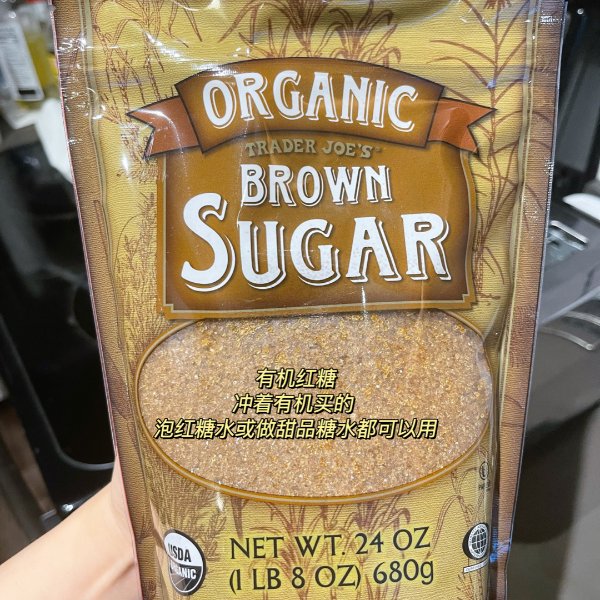 ORGANIC
TRADER JOE'S™
BROWN
SUGAR
有机红糖
冲着有机买的
泡红糖水或做甜品糖水都可以用
USDA
ORGANIC
NET WT. 24 OZ
(1 LB 8 OZ) 680g